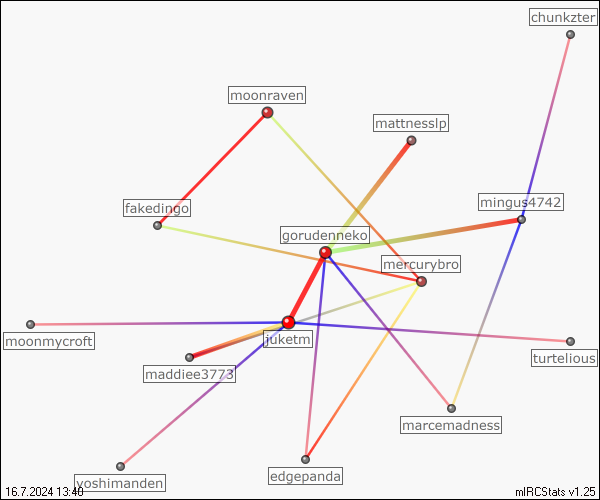 chunkzter
moonraven
mattnesslp
mingus4742
fakedingo
gorudenneko
mercurybro
juketm
moonmycroft
turtelious
maddiee3773
marcemadness
edgepanda
yoshimanden
16.7.2024 13:40
mIRCStats v1.25